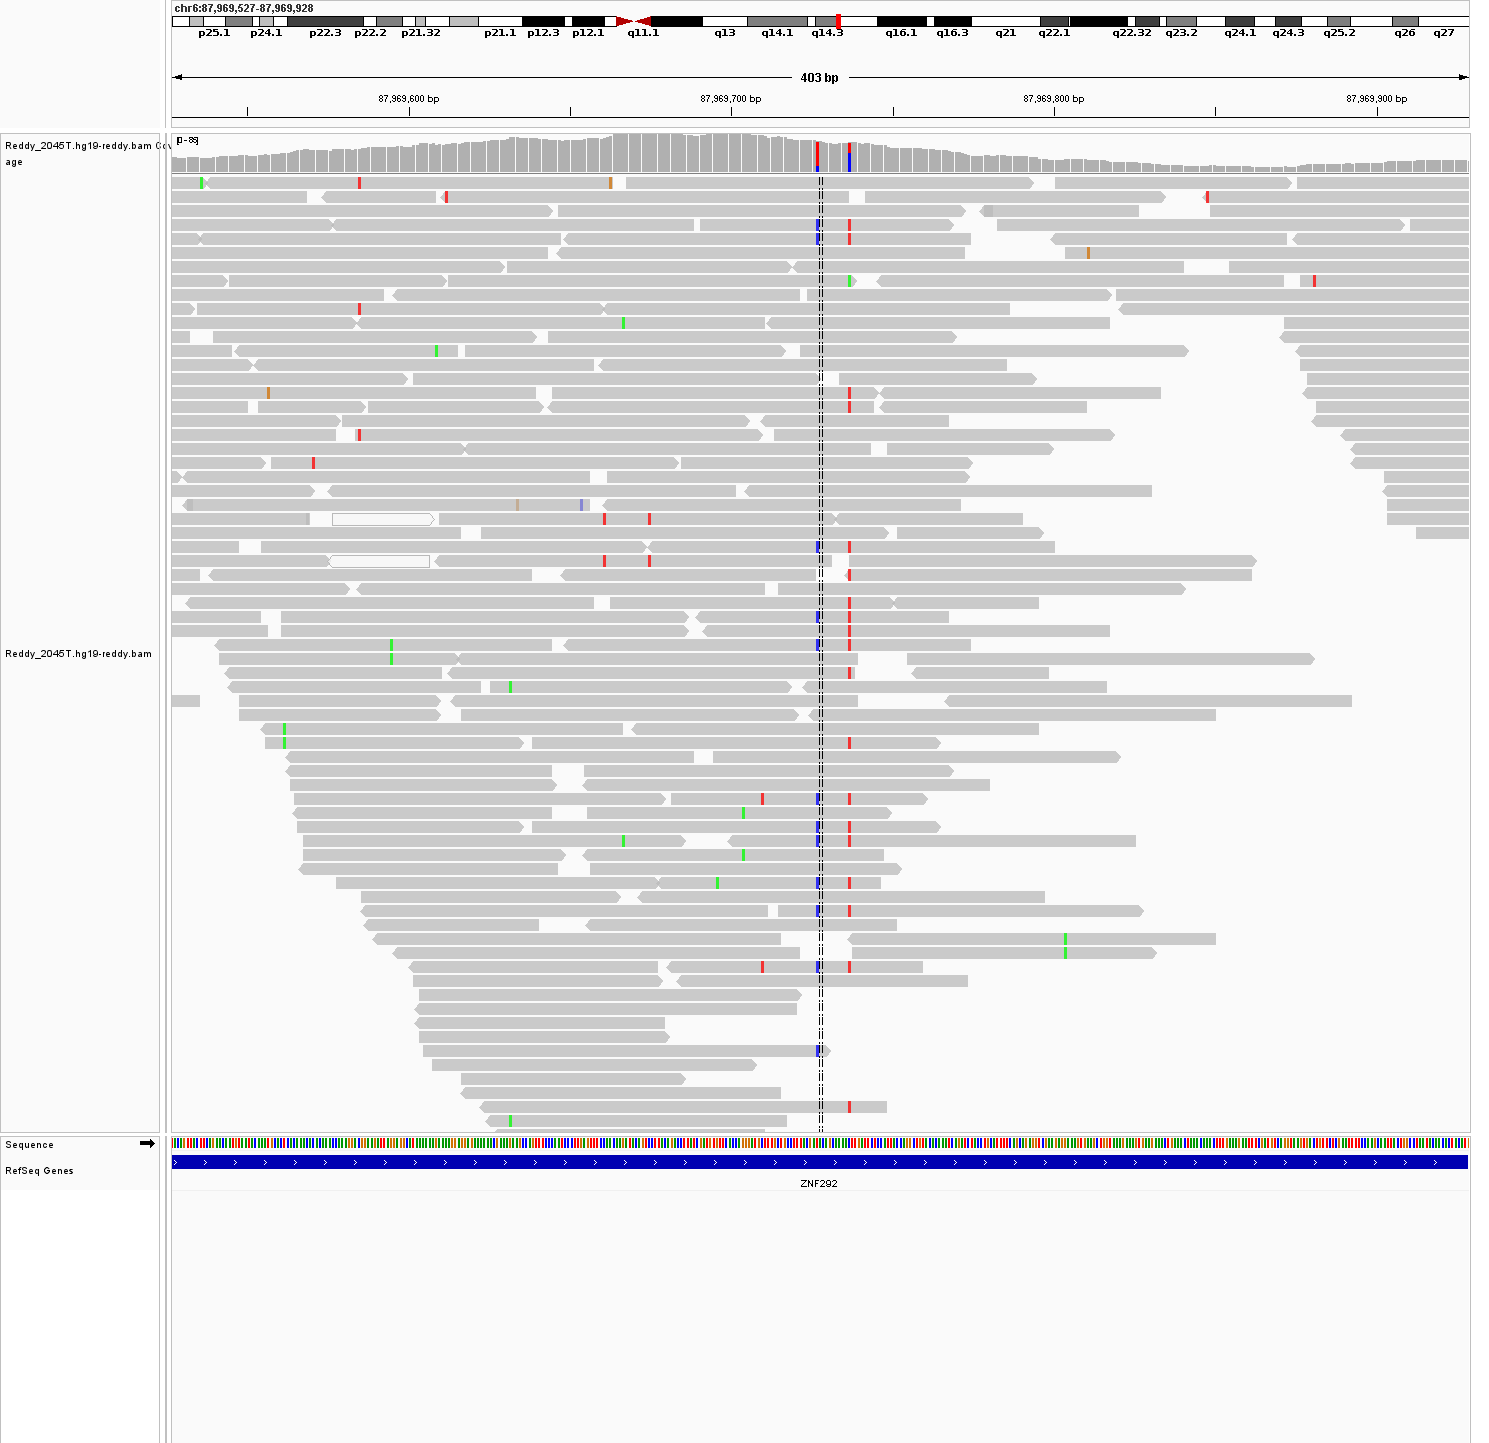 chr6:87,969,527-87,969,928
p25.1 p24.1 p22.3 p22.2 p21.32 p21.1 p12.3 p12.1 q11.1 q13 q14.1 q14.3 q16.1 q16.3 q21 q22.1 q22.32 q23.2 q24.1 q24.3 q25.2 q26 q27
403 bp
87,969,600 bp 87,969,700 bp 87,969,800 bp 87,969,900 bp
Reddy_2045T.hg19-reddy.bam
age
Reddy_2045T.hg19-reddy.bam
Sequence
RefSeq Genes
ZNF292